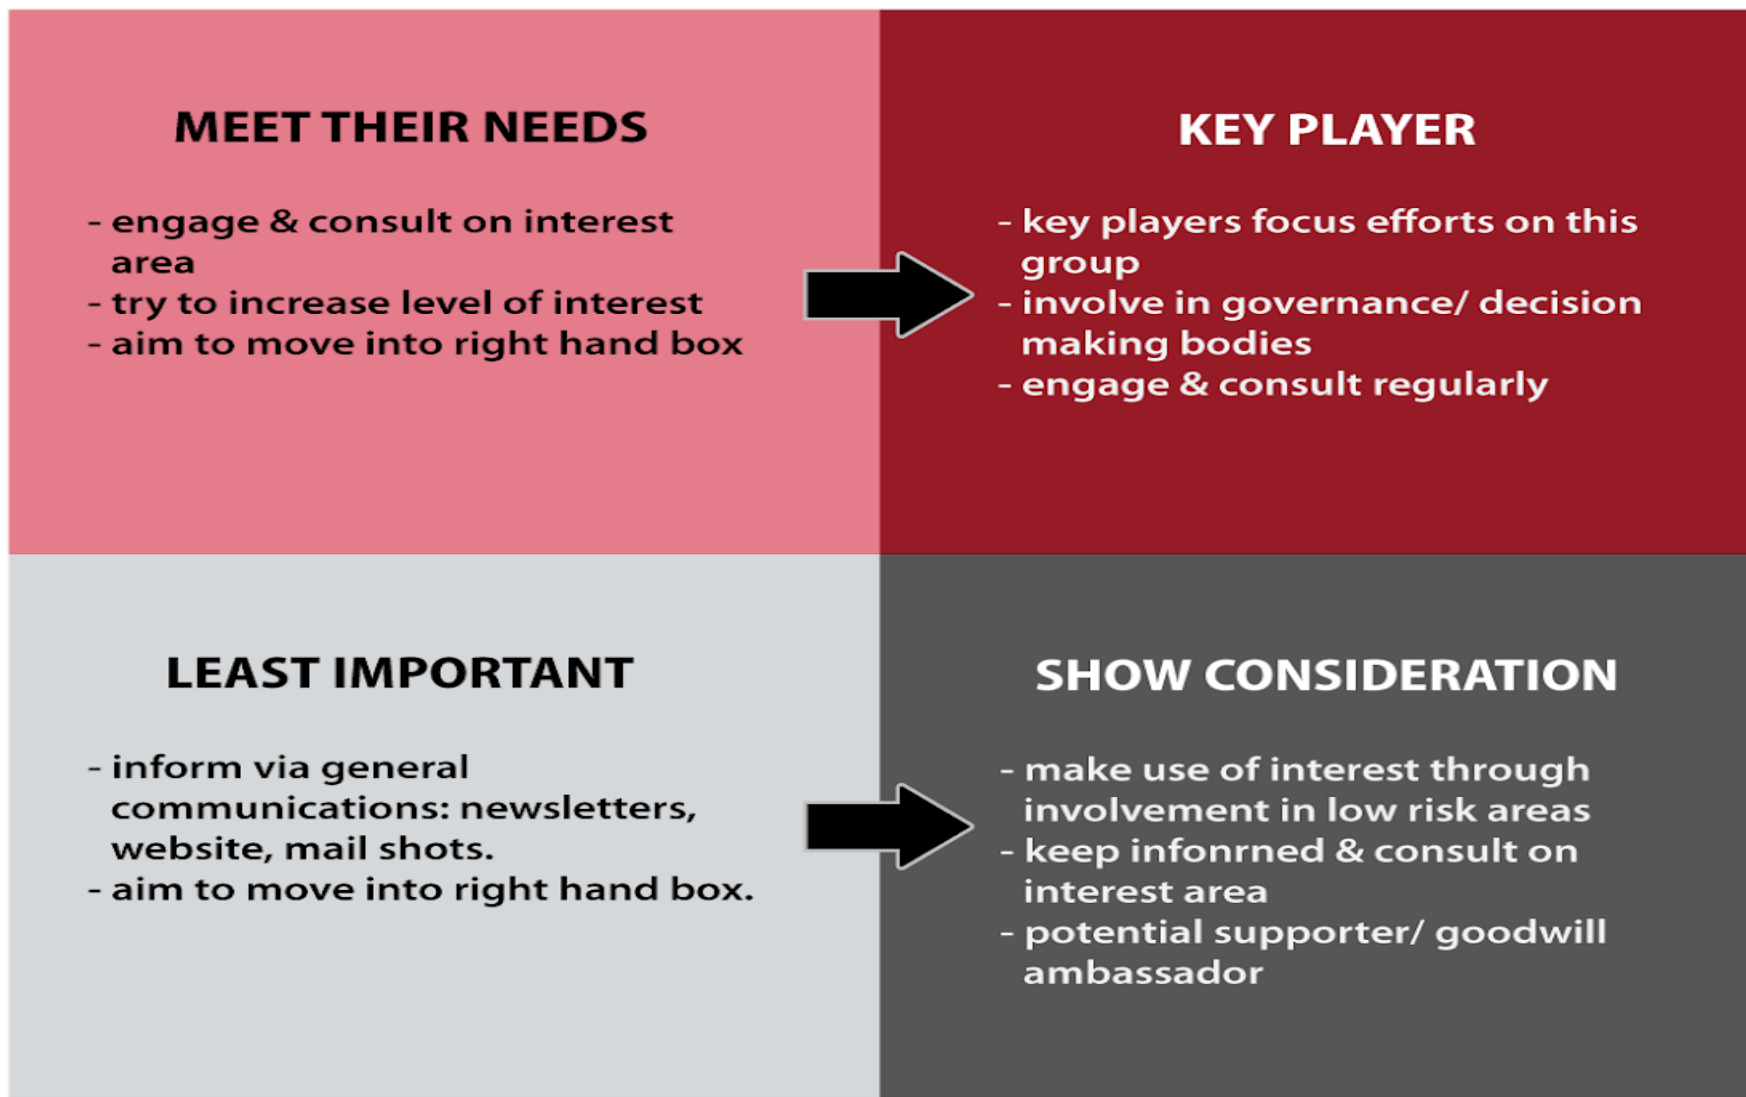 MEET THEIR NEEDS
- engage & consult on interest
area
- try to increase level of interest
- aim to move into right hand box
KEY PLAYER
- key players focus efforts on this
group
- involve in governance/ decision
making bodies
- engage & consult regularly
LEAST IMPORTANT
- inform via general
communications: newsletters,
website, mail shots.
- aim to move into right hand box.
SHOW CONSIDERATION
- make use of interest through
involvement in low risk areas
- keep infonrned & consult on
interest area
- potential supporter/ goodwill
ambassador